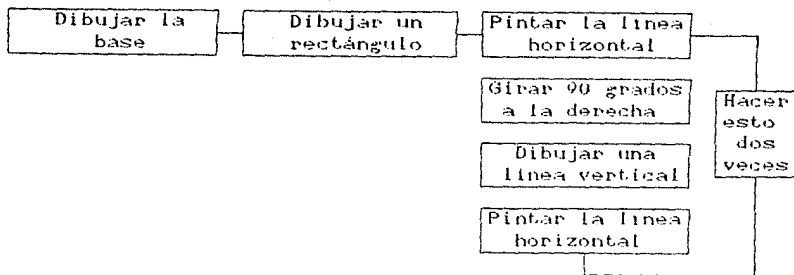 Dibujar la
base
Dibujar un
rectángulo
Pintar la linea
horizontal
Girar 90 grados
a la derecha
Dibujar una
linea vertical
Pintar la linea
horizontal
Hacer
esto
dos
veces